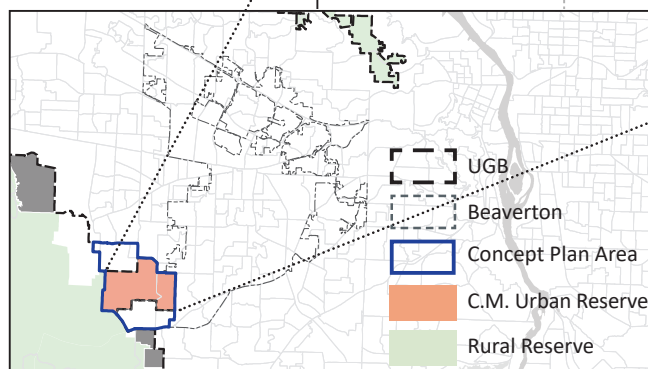 UGB
Beaverton
Concept Plan Area
C.M. Urban Reserve
Rural Reserve